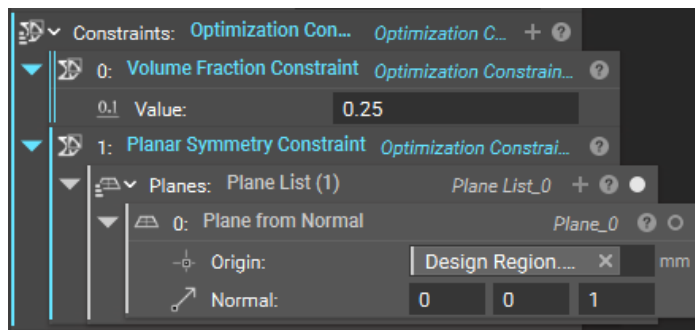 Constraints: Optimization Con... Optimization C... + ?
0: Volume Fraction Constraint Optimization Constrain... ?
0.1 Value: 0.25
1: Planar Symmetry Constraint Optimization Constrai... ?
Planes: Plane List (1) Plane List_0 + ?
0: Plane from Normal Plane_0 ?
Origin: Design Region.... × mm
Normal: 0 0 1